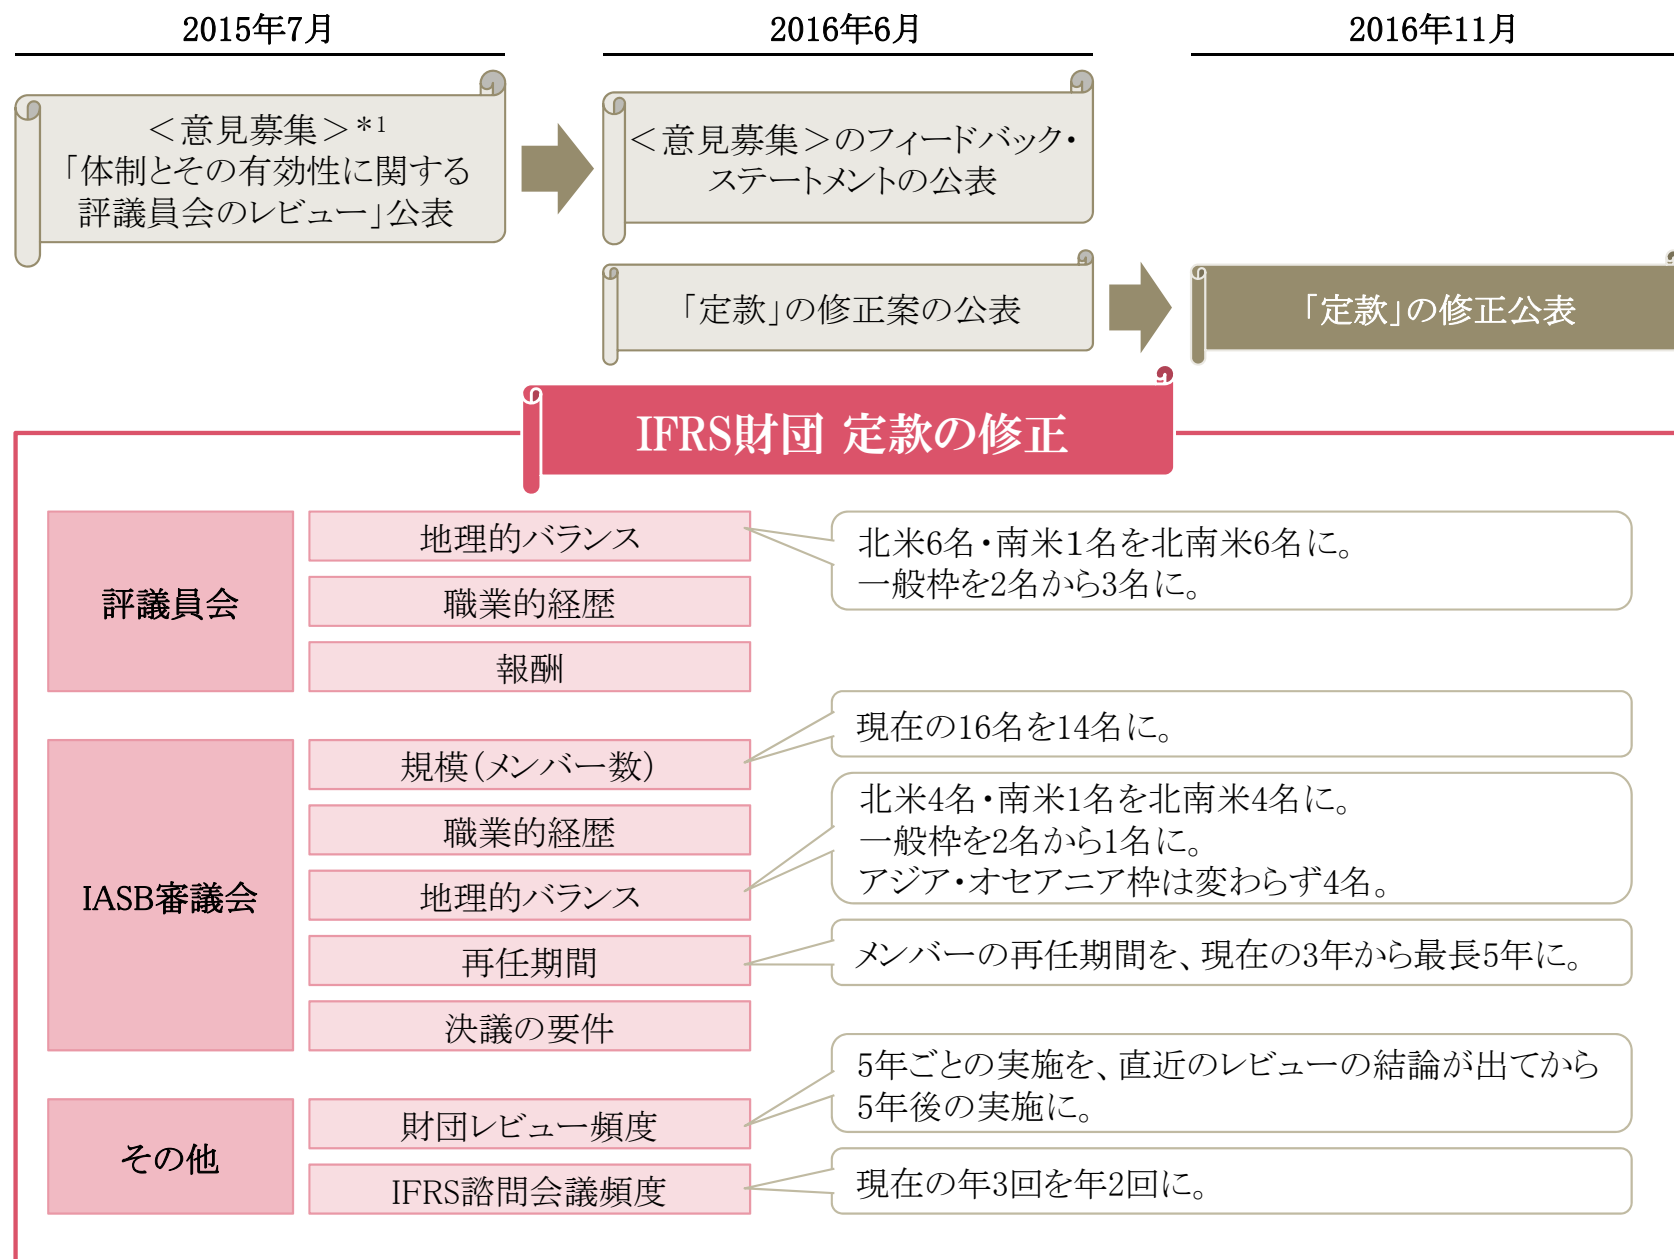 2015年7月
2016年6月
2016年11月
＜意見募集＞*1
「体制とその有効性に関する
評議員会のレビュー」公表
＜意見募集＞のフィードバック・
ステートメントの公表
「定款」の修正案の公表
「定款」の修正公表
IFRS財団 定款の修正
評議員会
地理的バランス
北米6名・南米1名を北南米6名に。
一般枠を2名から3名に。
職業的経歴
報酬
IASB審議会
規模（メンバー数）
現在の16名を14名に。
職業的経歴
地理的バランス
北米4名・南米1名を北南米4名に。
一般枠を2名から1名に。
アジア・オセアニア枠は変わらず4名。
再任期間
メンバーの再任期間を、現在の3年から最長5年に。
決議の要件
その他
財団レビュー頻度
5年ごとの実施を、直近のレビューの結論が出てから
5年後の実施に。
IFRS諮問会議頻度
現在の年3回を年2回に。